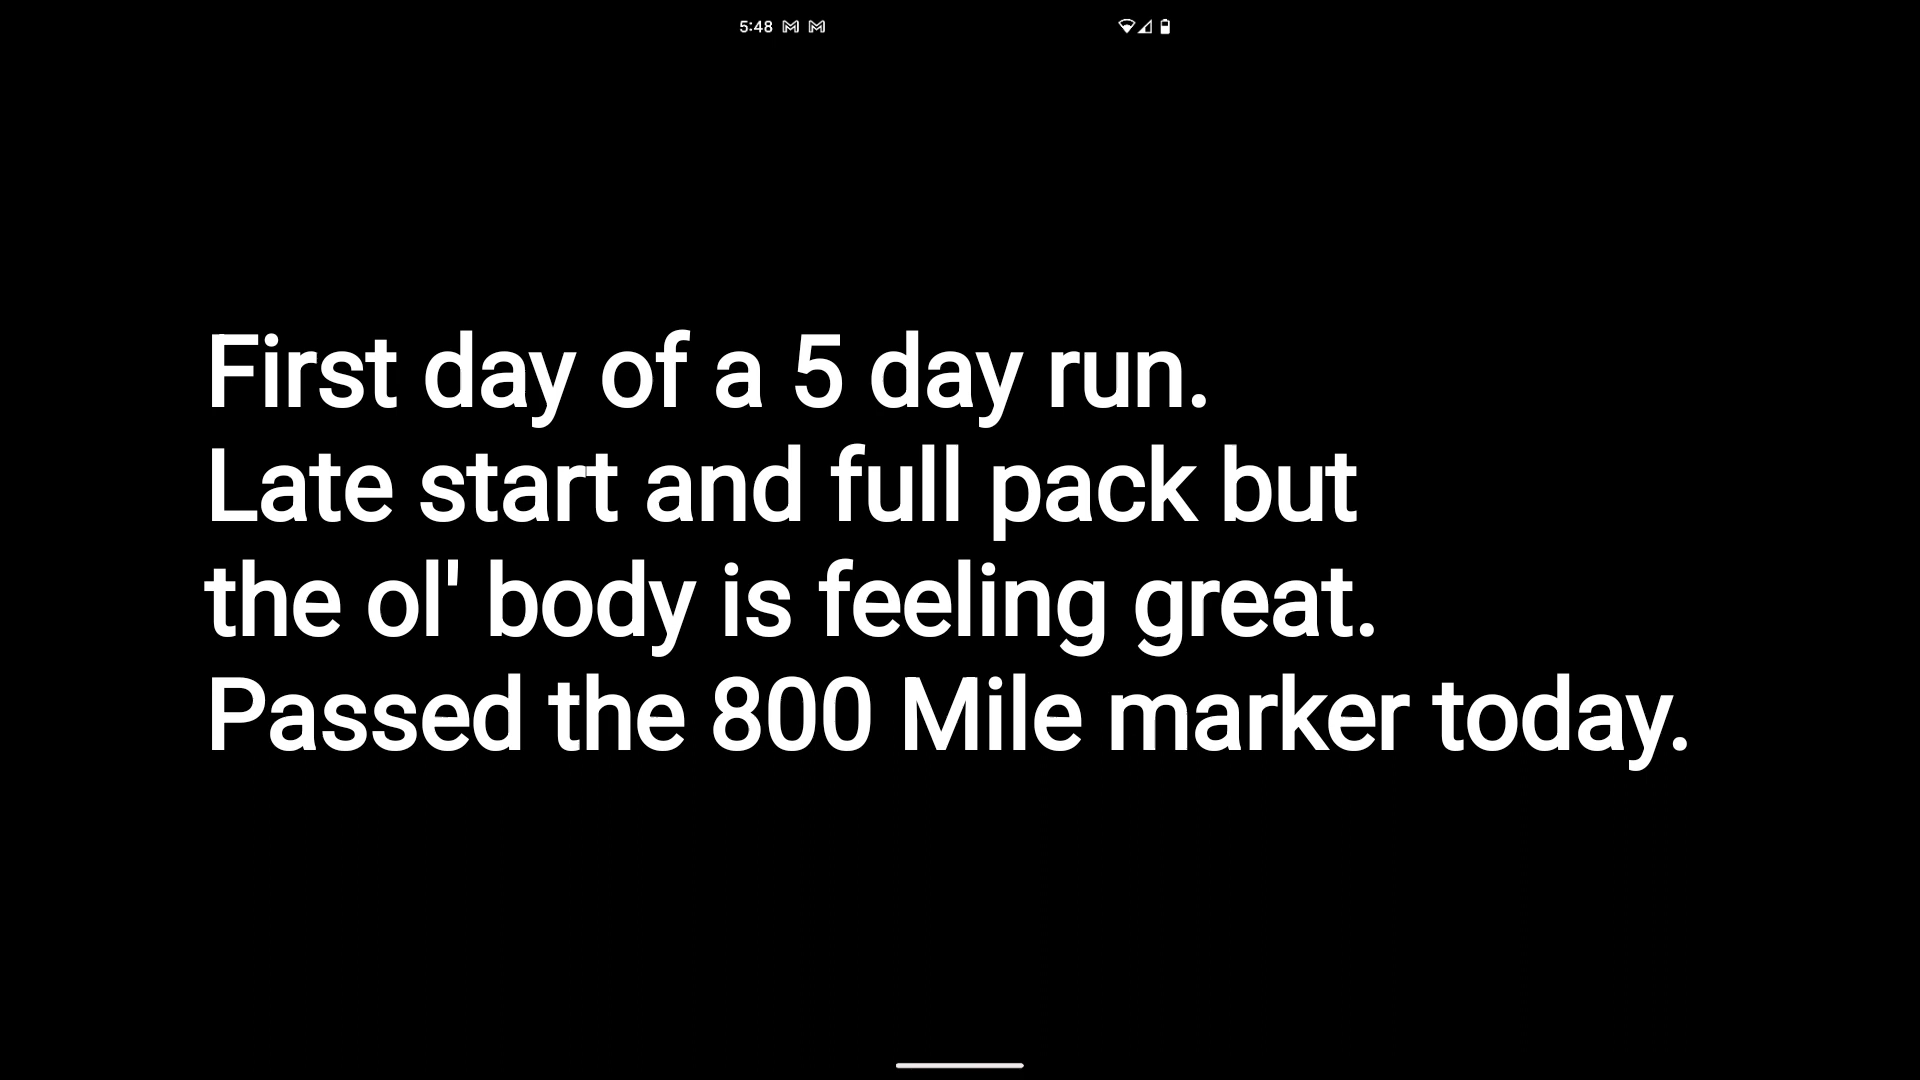 5:48
First day of a 5 day run.
Late start and full pack but
the ol' body is feeling great.
Passed the 800 Mile marker today.